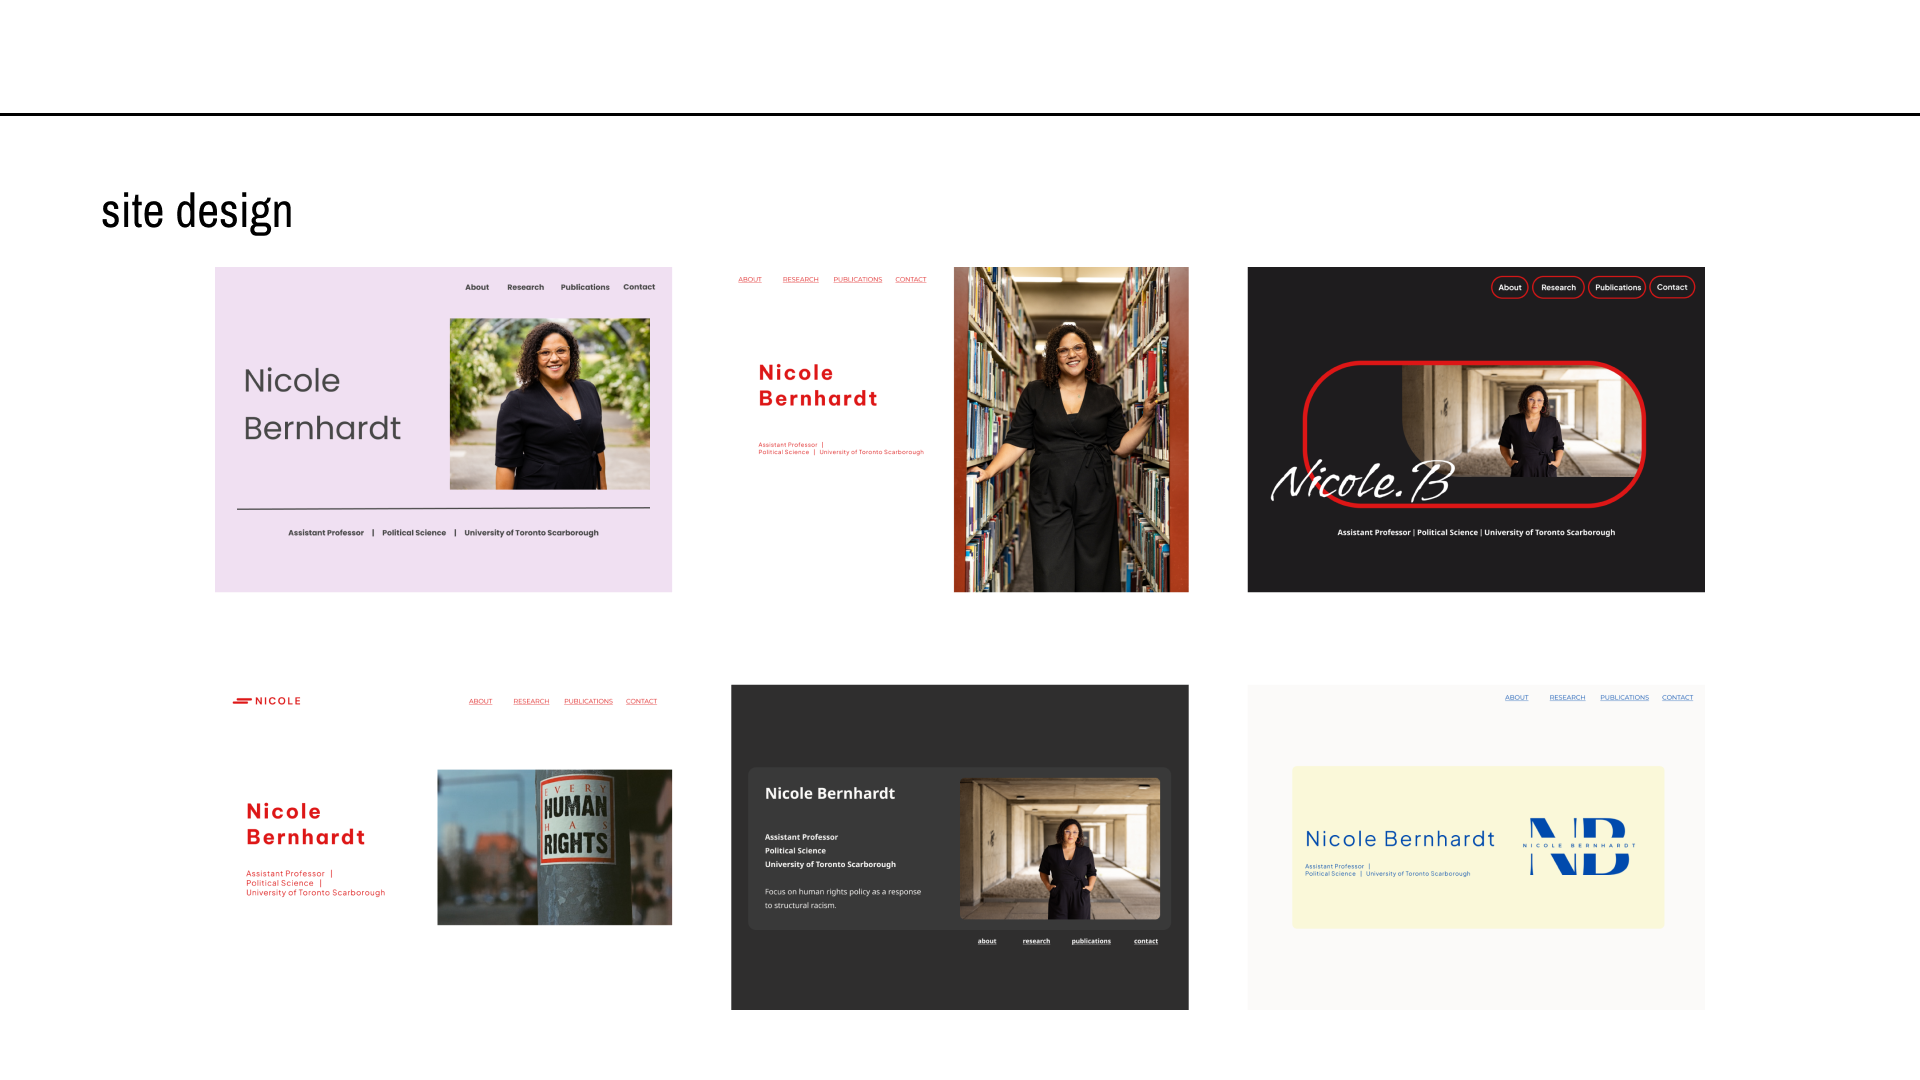 site design
About Research Publications Contact
Nicole
Bernhardt
Assistant Professor | Political Science | University of Toronto Scarborough
ABOUT RESEARCH PUBLICATIONS CONTACT
Nicole
Bernhardt
Assistant Professor |
Political Science | University of Toronto Scarborough
About Research Publications Contact
Nicole.B
Assistant Professor | Political Science | University of Toronto Scarborough
NICOLE
ABOUT RESEARCH PUBLICATIONS CONTACT
Nicole
Bernhardt
Assistant Professor |
Political Science |
University of Toronto Scarborough
EVERY
HUMAN
HAS
RIGHTS
Nicole Bernhardt
Assistant Professor
Political Science
University of Toronto Scarborough
Focus on human rights policy as a response
to structural racism.
about research publications contact
ABOUT RESEARCH PUBLICATIONS CONTACT
Nicole Bernhardt
Assistant Professor |
Political Science | University of Toronto Scarborough
NB
NICOLE BERNHARDT